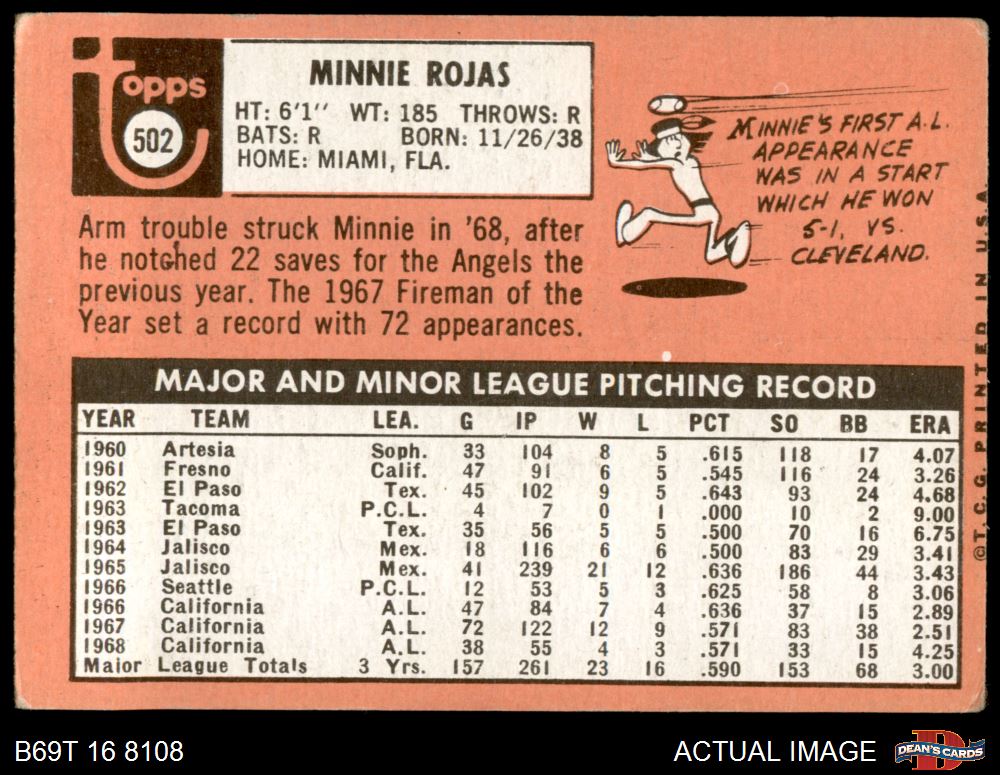 topps
502
MINNIE ROJAS
HT: 6'1" WT: 185 THROWS: R
BATS: R BORN: 11/26/38
HOME: MIAMI, FLA.
Arm trouble struck Minnie in '68, after
he notched 22 saves for the Angels the
previous year. The 1967 Fireman of the
Year set a record with 72 appearances.
MINNIE'S FIRST A.L.
APPEARANCE
WAS IN A START
WHICH HE WON
5-1, VS.
CLEVELAND.
MAJOR AND MINOR LEAGUE PITCHING RECORD
YEAR TEAM LEA. G IP W L PCT SO BB ERA
1960 Artesia Soph. 33 104 8 5 .615 118 17 4.07
1961 Fresno Calif. 47 91 6 5 .545 116 24 3.26
1962 El Paso Tex. 45 102 9 5 .643 93 24 4.68
1963 Tacoma P.C.L. 4 7 0 1 .000 10 2 9.00
1963 El Paso Tex. 35 56 5 5 .500 70 16 6.75
1964 Jalisco Mex. 18 116 6 6 .500 83 29 3.41
1965 Jalisco Mex. 41 239 21 12 .636 186 44 3.43
1966 Seattle P.C.L. 12 53 5 3 .625 58 8 3.06
1966 California A.L. 47 84 7 4 .636 37 15 2.89
1967 California A.L. 72 122 12 9 .571 83 38 2.51
1968 California A.L. 38 55 4 3 .571 33 15 4.25
Major League Totals 3 Yrs. 157 261 23 16 .590 153 68 3.00
©T. C. G. PRINTED IN U.S.A.
B69T 16 8108
ACTUAL IMAGE
D
DEAN'S CARDS